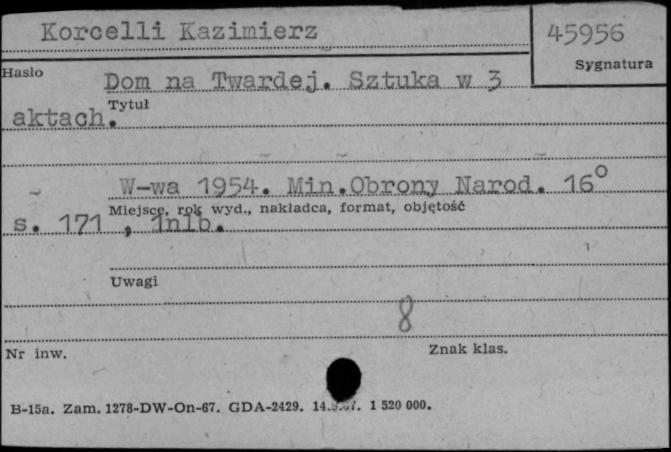 Korcelli Kazimierz
45956
Hasło
Sygnatura
Dom na Twardej. Sztuka w 3
Tytuł
aktach.
W-wa 1954. Min.Obrony Narod. 16°
Miejsce, rok wyd., nakładca, format, objętość
s. 171 , 1nlb.
Uwagi
8
Nr inw.
Znak klas.
B-15a. Zam. 1278-DW-On-67. GDA-2429. 1 520 000.